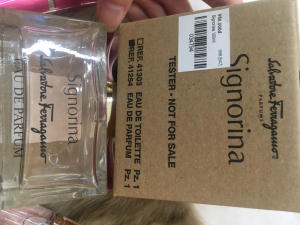 Salvatore Ferragamo
EAU DE PARFUM
Signorina
Salvatore Ferragamo
PARFUMS
Signorina
TESTER - NOT FOR SALE
REF. 41303 EAU DE TOILETTE Pz. 1
REF. 41254 EAU DE PARFUM Pz. 1